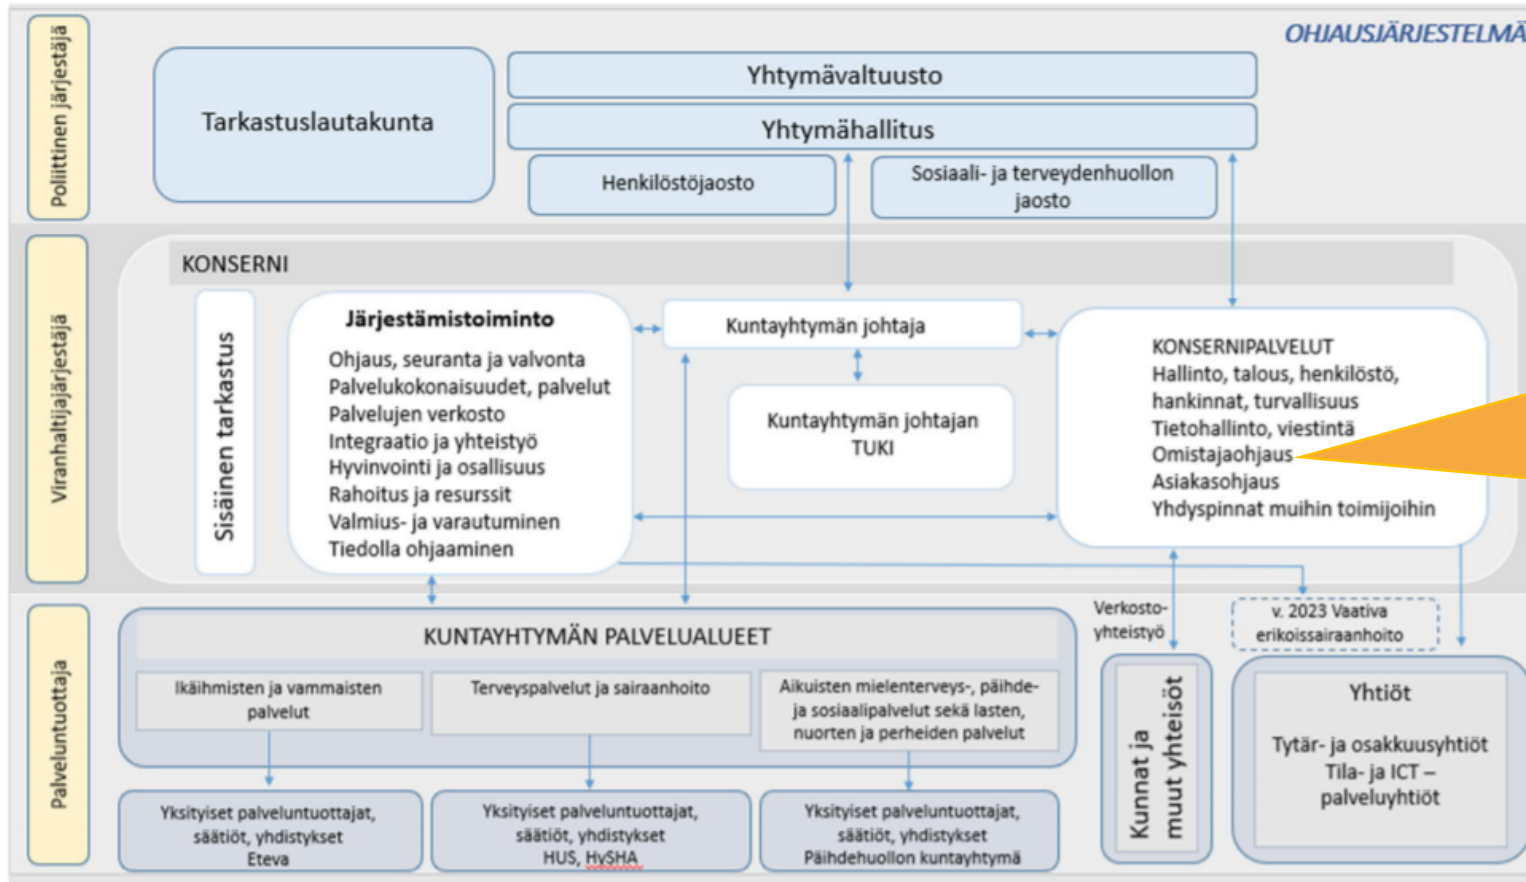 OHJAUSJÄRJESTELMÄ
Poliittinen järjestäjä
Tarkastuslautakunta
Yhtymävaltuusto
Yhtymähallitus
Henkilöstöjaosto
Sosiaali- ja terveydenhuollon
jaosto
Viranhaltijajärjestäjä
KONSERNI
Sisäinen tarkastus
Järjestämistoiminto
Ohjaus, seuranta ja valvonta
Palvelukokonaisuudet, palvelut
Palvelujen verkosto
Integraatio ja yhteistyö
Hyvinvointi ja osallisuus
Rahoitus ja resurssit
Valmius- ja varautuminen
Tiedolla ohjaaminen
Kuntayhtymän johtaja
Kuntayhtymän johtajan
TUKI
KONSERNIPALVELUT
Hallinto, talous, henkilöstö,
hankinnat, turvallisuus
Tietohallinto, viestintä
Omistajaohjaus
Asiakasohjaus
Yhdyspinnat muihin toimijoihin
Palveluntuottaja
KUNTAYHTYMÄN PALVELUALUEET
Ikäihmisten ja vammaisten
palvelut
Terveyspalvelut ja sairaanhoito
Aikuisten mielenterveys-, päihde-
ja sosiaalipalvelut sekä lasten,
nuorten ja perheiden palvelut
Yksityiset palveluntuottajat,
säätiöt, yhdistykset
Eteva
Yksityiset palveluntuottajat,
säätiöt, yhdistykset
HUS, HySHA
Yksityiset palveluntuottajat,
säätiöt, yhdistykset
Päihdehuollon kuntayhtymä
Verkosto-
yhteistyö
Kunnat ja
muut yhteisöt
v. 2023 Vaativa
erikoissairaanhoito
Yhtiöt
Tytär- ja osakkuusyhtiöt
Tila- ja ICT –
palveluyhtiöt